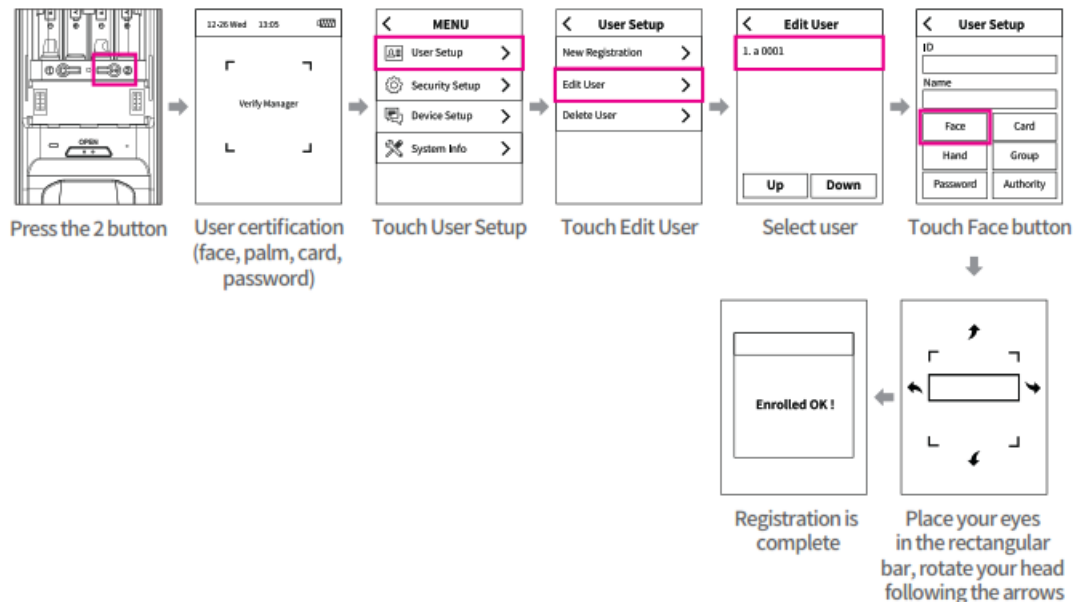 ① ②
OPEN
Press the 2 button
12-26 Wed 13:05
Verify Manager
User certification
(face, palm, card,
password)
MENU
User Setup
Security Setup
Device Setup
System Info
Touch User Setup
User Setup
New Registration
Edit User
Delete User
Touch Edit User
Edit User
1. a 0001
Up Down
Select user
User Setup
ID
Name
Face Card
Hand Group
Password Authority
Touch Face button
Place your eyes
in the rectangular
bar, rotate your head
following the arrows
Enrolled OK !
Registration is
complete